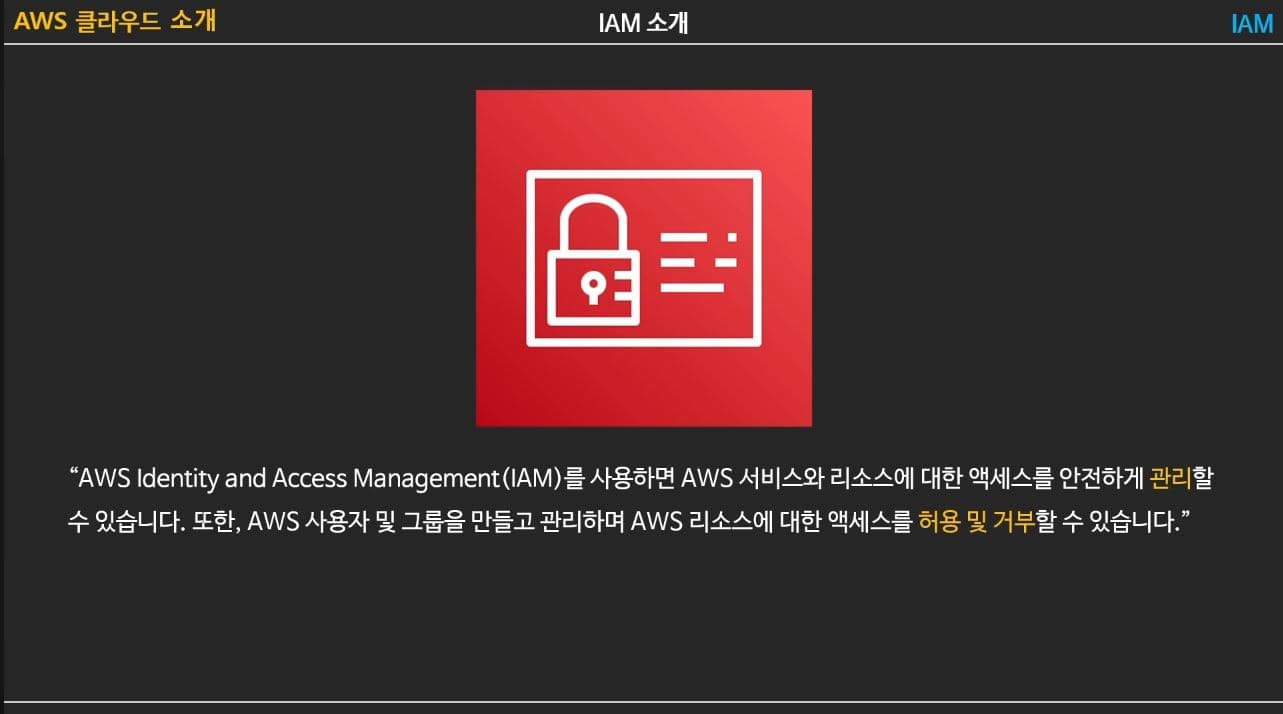 AWS 클라우드 소개
IAM 소개
IAM
“AWS Identity and Access Management(IAM)를 사용하면 AWS 서비스와 리소스에 대한 액세스를 안전하게 관리할
수 있습니다. 또한, AWS 사용자 및 그룹을 만들고 관리하며 AWS 리소스에 대한 액세스를 허용 및 거부할 수 있습니다.”